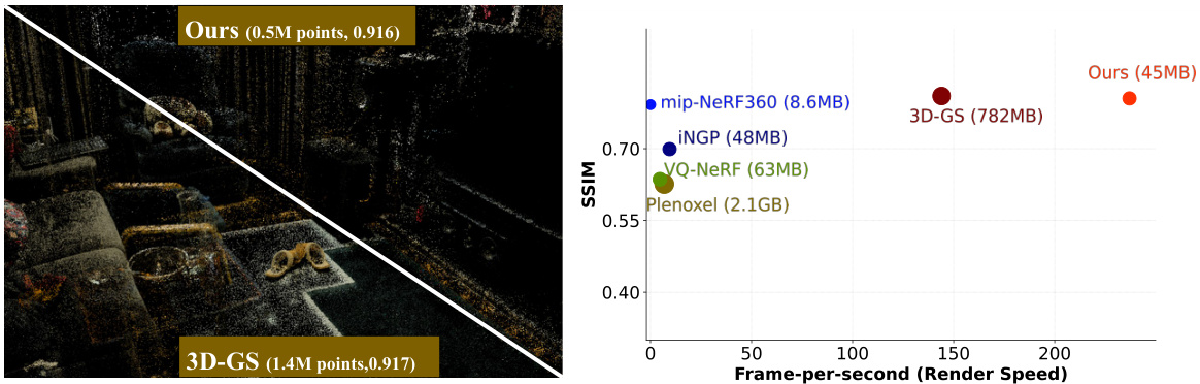 Ours (0.5M points, 0.916)
3D-GS (1.4M points,0.917)
Ours (45MB)
mip-NeRF360 (8.6MB)
3D-GS (782MB)
iNGP (48MB)
0.70
VQ-NeRF (63MB)
Plenoxel (2.1GB)
0.55
0.40
SSIM
0 50 100 150 200
Frame-per-second (Render Speed)